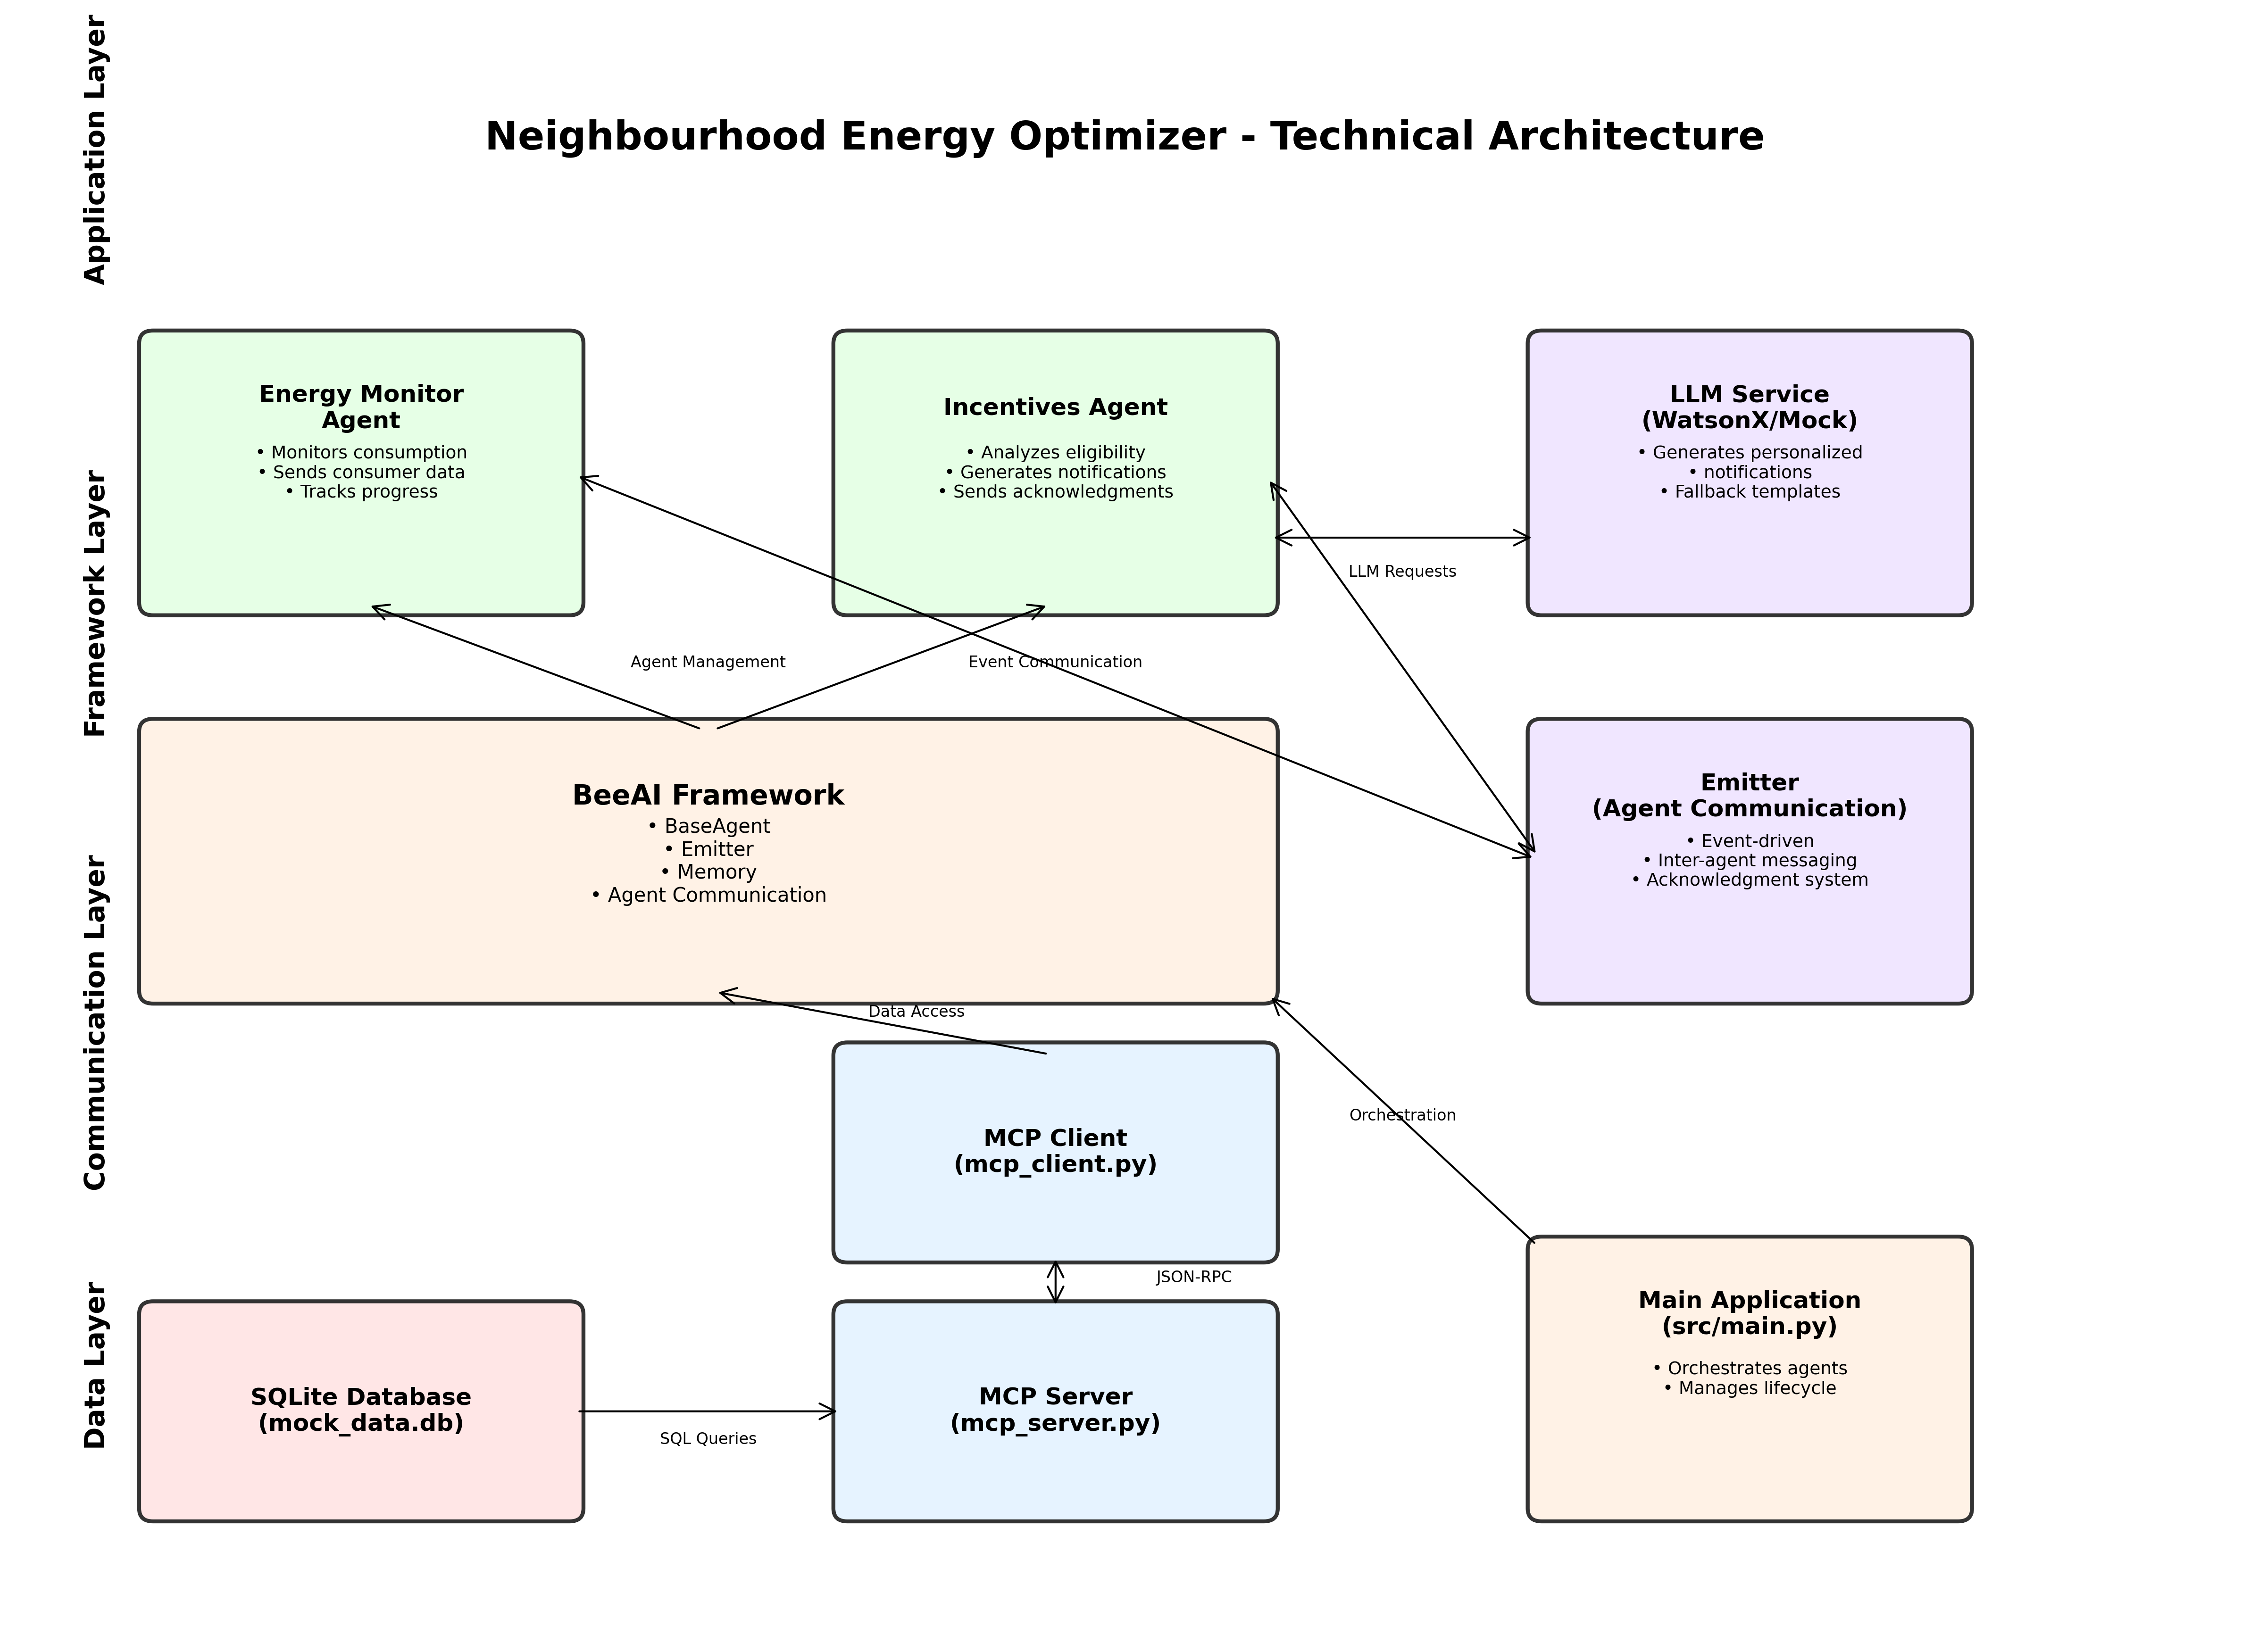 Application Layer
Neighbourhood Energy Optimizer - Technical Architecture
Energy Monitor
Agent
• Monitors consumption
• Sends consumer data
• Tracks progress
Incentives Agent
• Analyzes eligibility
• Generates notifications
• Sends acknowledgments
LLM Service
(WatsonX/Mock)
• Generates personalized
• notifications
• Fallback templates
LLM Requests
Framework Layer
Agent Management
Event Communication
BeeAI Framework
• BaseAgent
• Emitter
• Memory
• Agent Communication
Emitter
(Agent Communication)
• Event-driven
• Inter-agent messaging
• Acknowledgment system
Communication Layer
Data Access
MCP Client
(mcp_client.py)
Orchestration
JSON-RPC
Data Layer
SQLite Database
(mock_data.db)
SQL Queries
MCP Server
(mcp_server.py)
Main Application
(src/main.py)
• Orchestrates agents
• Manages lifecycle